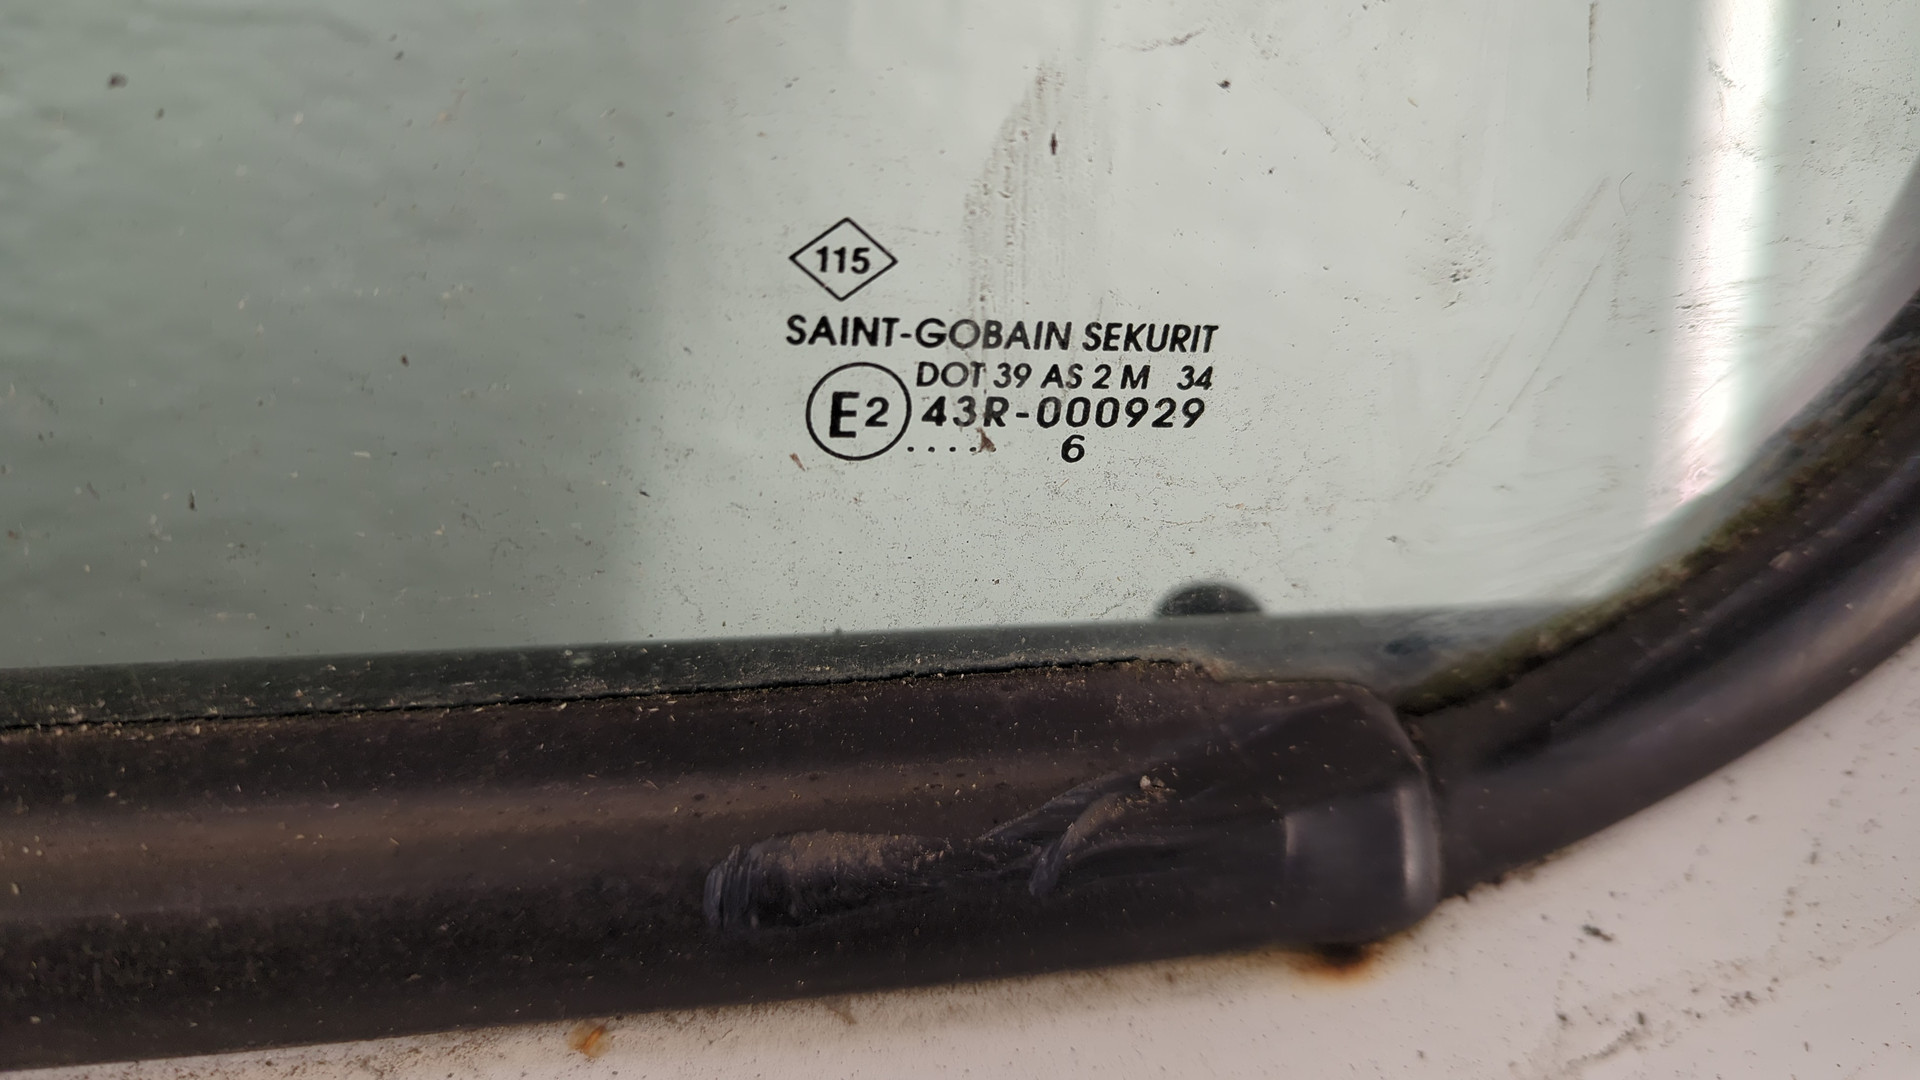 115
SAINT-GOBAIN SEKURIT
DOT 39 AS 2 M 34
E2 43R-000929
..... 6